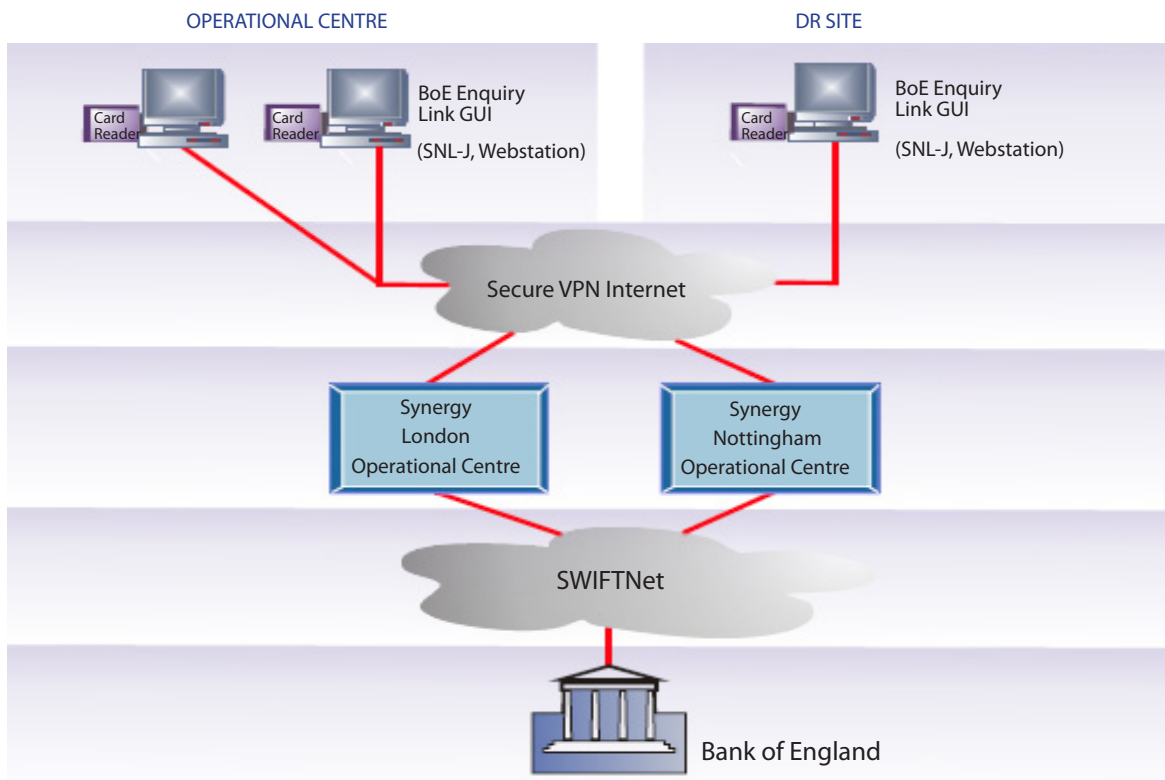 OPERATIONAL CENTRE
DR SITE
Card
Reader
Card
Reader
BoE Enquiry
Link GUI
(SNL-J, Webstation)
Card
Reader
BoE Enquiry
Link GUI
(SNL-J, Webstation)
Secure VPN Internet
Synergy
London
Operational Centre
Synergy
Nottingham
Operational Centre
SWIFTNet
Bank of England